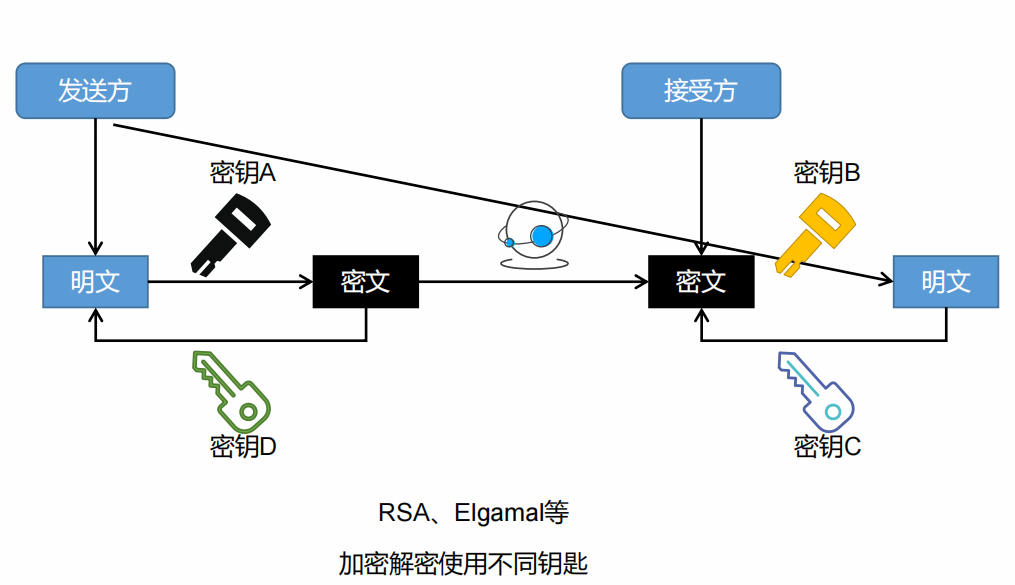 发送方
接受方
密钥A
密钥B
明文
密文
密文
明文
密钥D
密钥C
RSA、Elgamal等
加密解密使用不同钥匙